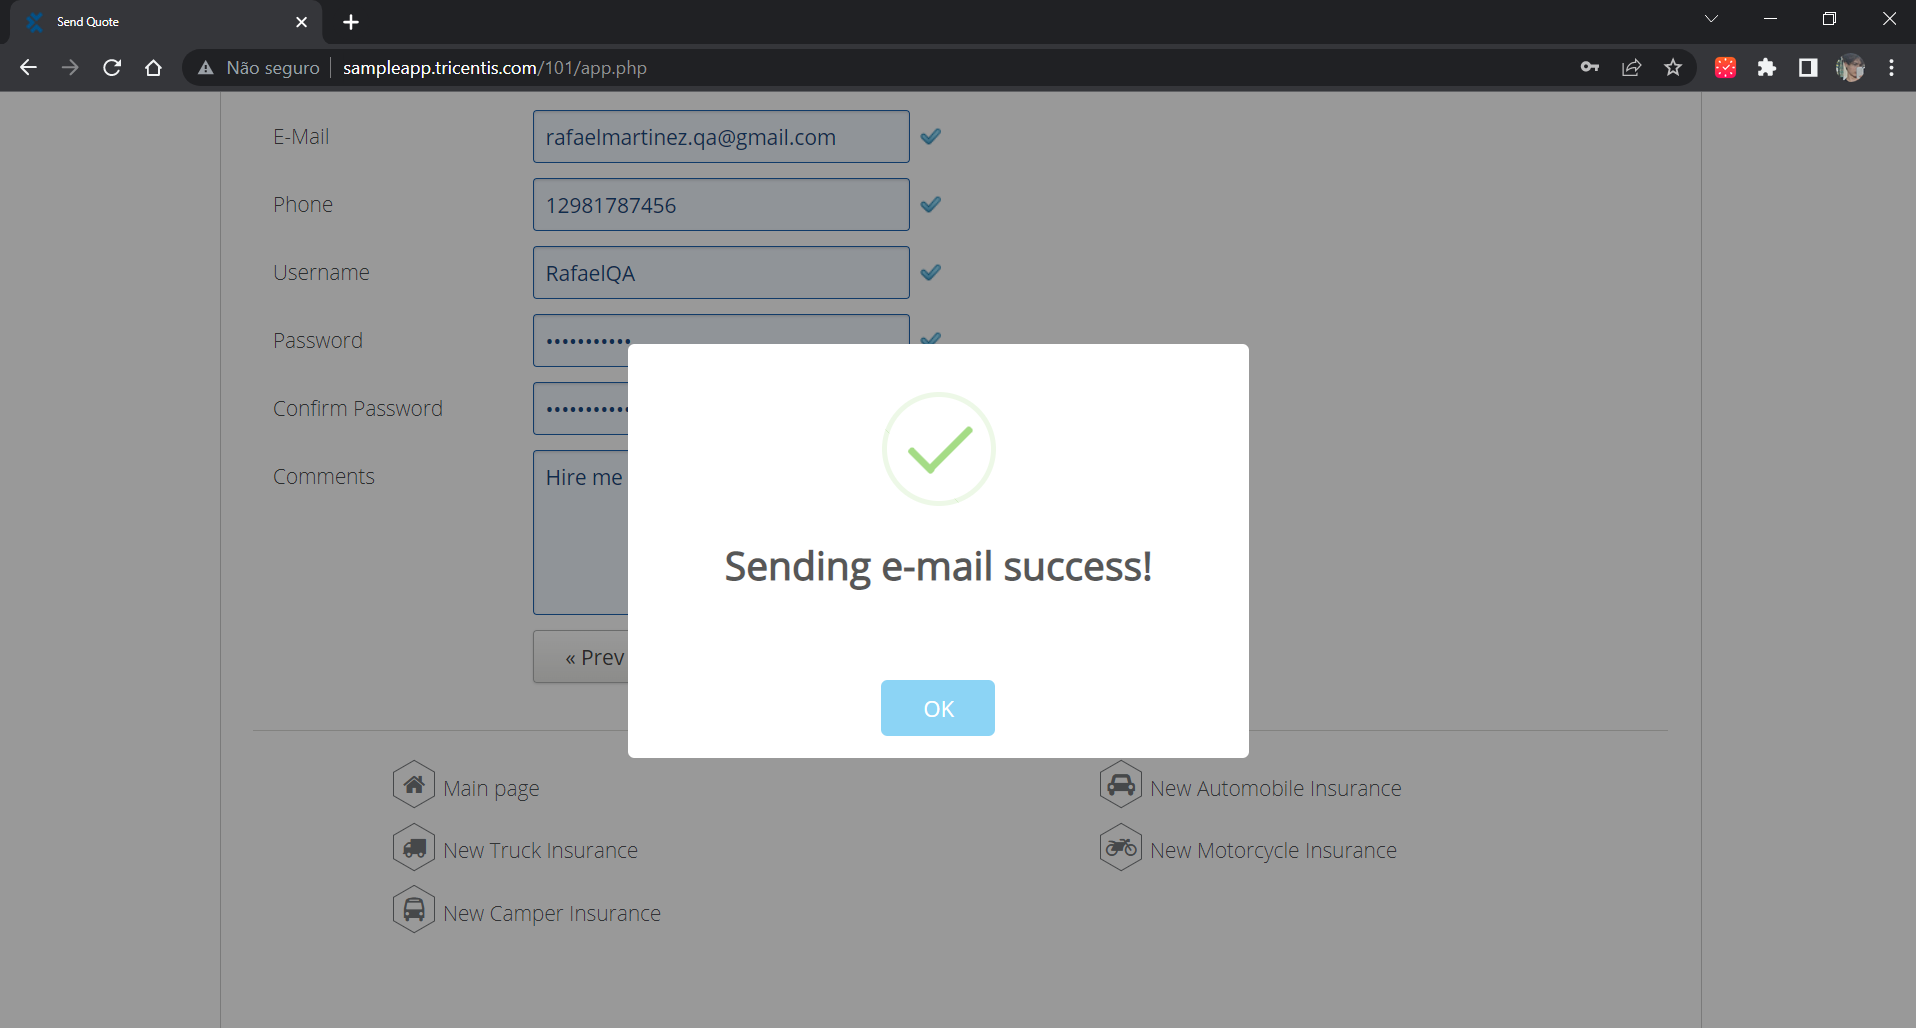 Send Quote
Não seguro
sampleapp.tricentis.com/101/app.php
E-Mail
rafaelmartinez.qa@gmail.com
Phone
12981787456
Username
RafaelQA
Password
•••••••••••
Confirm Password
•••••••••••
Comments
Hire me
Sending e-mail success!
OK
« Prev
Main page
New Automobile Insurance
New Truck Insurance
New Motorcycle Insurance
New Camper Insurance